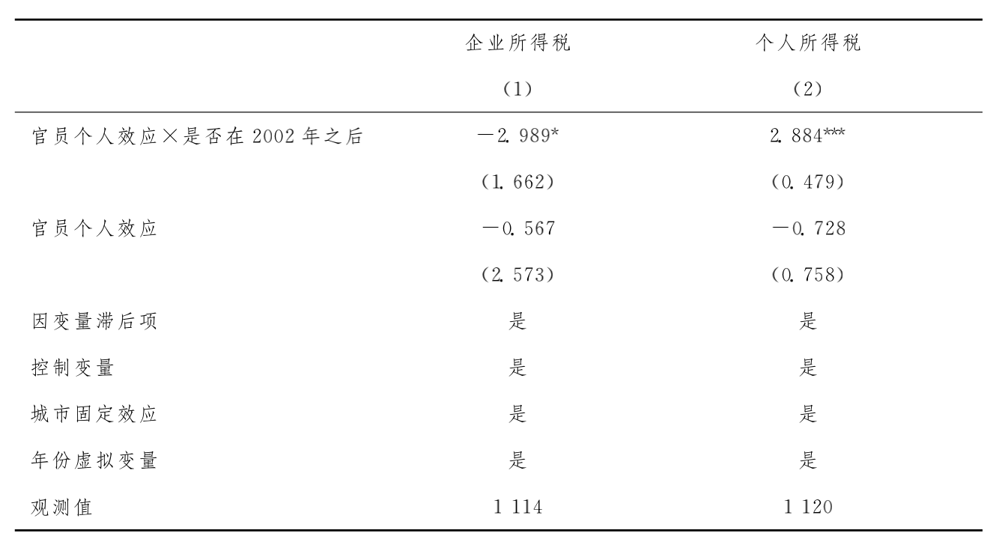 企业所得税 个人所得税
(1) (2)
官员个人效应×是否在 2002 年之后 －2. 989* 2. 884***
(1. 662) (0. 479)
官员个人效应 －0. 567 －0. 728
(2. 573) (0. 758)
因变量滞后项 是 是
控制变量 是 是
城市固定效应 是 是
年份虚拟变量 是 是
观测值 1 114 1 120